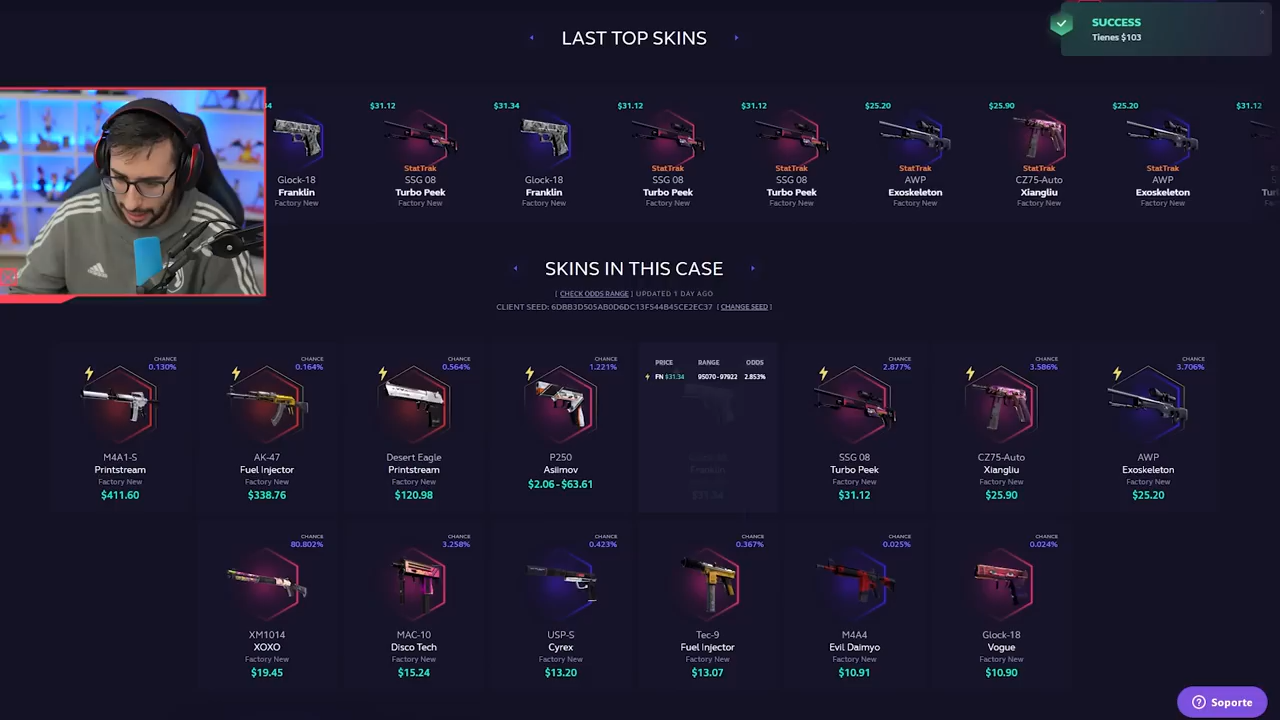 SUCCESS
Tienes $103
LAST TOP SKINS
$31.12
$31.34
$31.12
$31.12
$25.20
$25.90
$25.20
$31.12
StatTrak
StatTrak
StatTrak
StatTrak
StatTrak
StatTrak
Glock-18
SSG 08
Glock-18
SSG 08
SSG 08
AWP
CZ75-Auto
AWP
Franklin
Turbo Peek
Franklin
Turbo Peek
Turbo Peek
Exoskeleton
Xiangliu
Exoskeleton
Factory New
Factory New
Factory New
Factory New
Factory New
Factory New
Factory New
Factory New
SKINS IN THIS CASE
[ CHECK ODDS RANGE ] UPDATED 1 DAY AGO
CLIENT SEED: 6DBB3D505AB0D6DC13F544B45CE2EC37 [ CHANGE SEED ]
CHANCE
0.130%
M4A1-S
Printstream
Factory New
$411.60
CHANCE
0.164%
AK-47
Fuel Injector
Factory New
$338.76
CHANCE
0.564%
Desert Eagle
Printstream
Factory New
$120.98
CHANCE
1.221%
P250
Asiimov
$2.06 - $63.61
PRICE RANGE ODDS
FN $31.34 95070-97922 2.853%
Franklin
CHANCE
2.877%
SSG 08
Turbo Peek
Factory New
$31.12
CHANCE
3.586%
CZ75-Auto
Xiangliu
Factory New
$25.90
CHANCE
3.706%
AWP
Exoskeleton
Factory New
$25.20
CHANCE
80.802%
XM1014
XOXO
Factory New
$19.45
CHANCE
3.258%
MAC-10
Disco Tech
Factory New
$15.24
CHANCE
0.423%
USP-S
Cyrex
Factory New
$13.20
CHANCE
0.367%
Tec-9
Fuel Injector
Factory New
$13.07
CHANCE
0.025%
M4A4
Evil Daimyo
Factory New
$10.91
CHANCE
0.024%
Glock-18
Vogue
Factory New
$10.90
Soporte